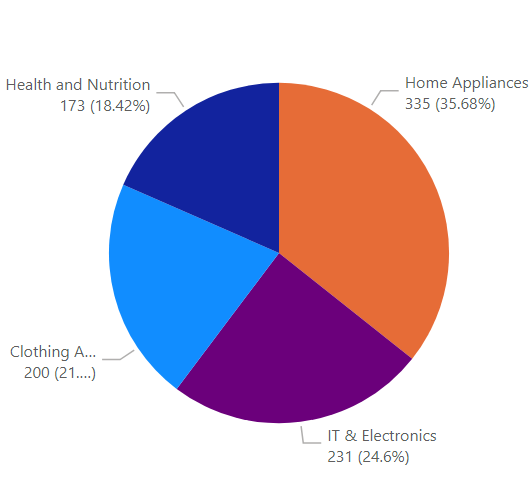 Health and Nutrition
173 (18.42%)
Home Appliances
335 (35.68%)
Clothing A...
200 (21....)
IT & Electronics
231 (24.6%)